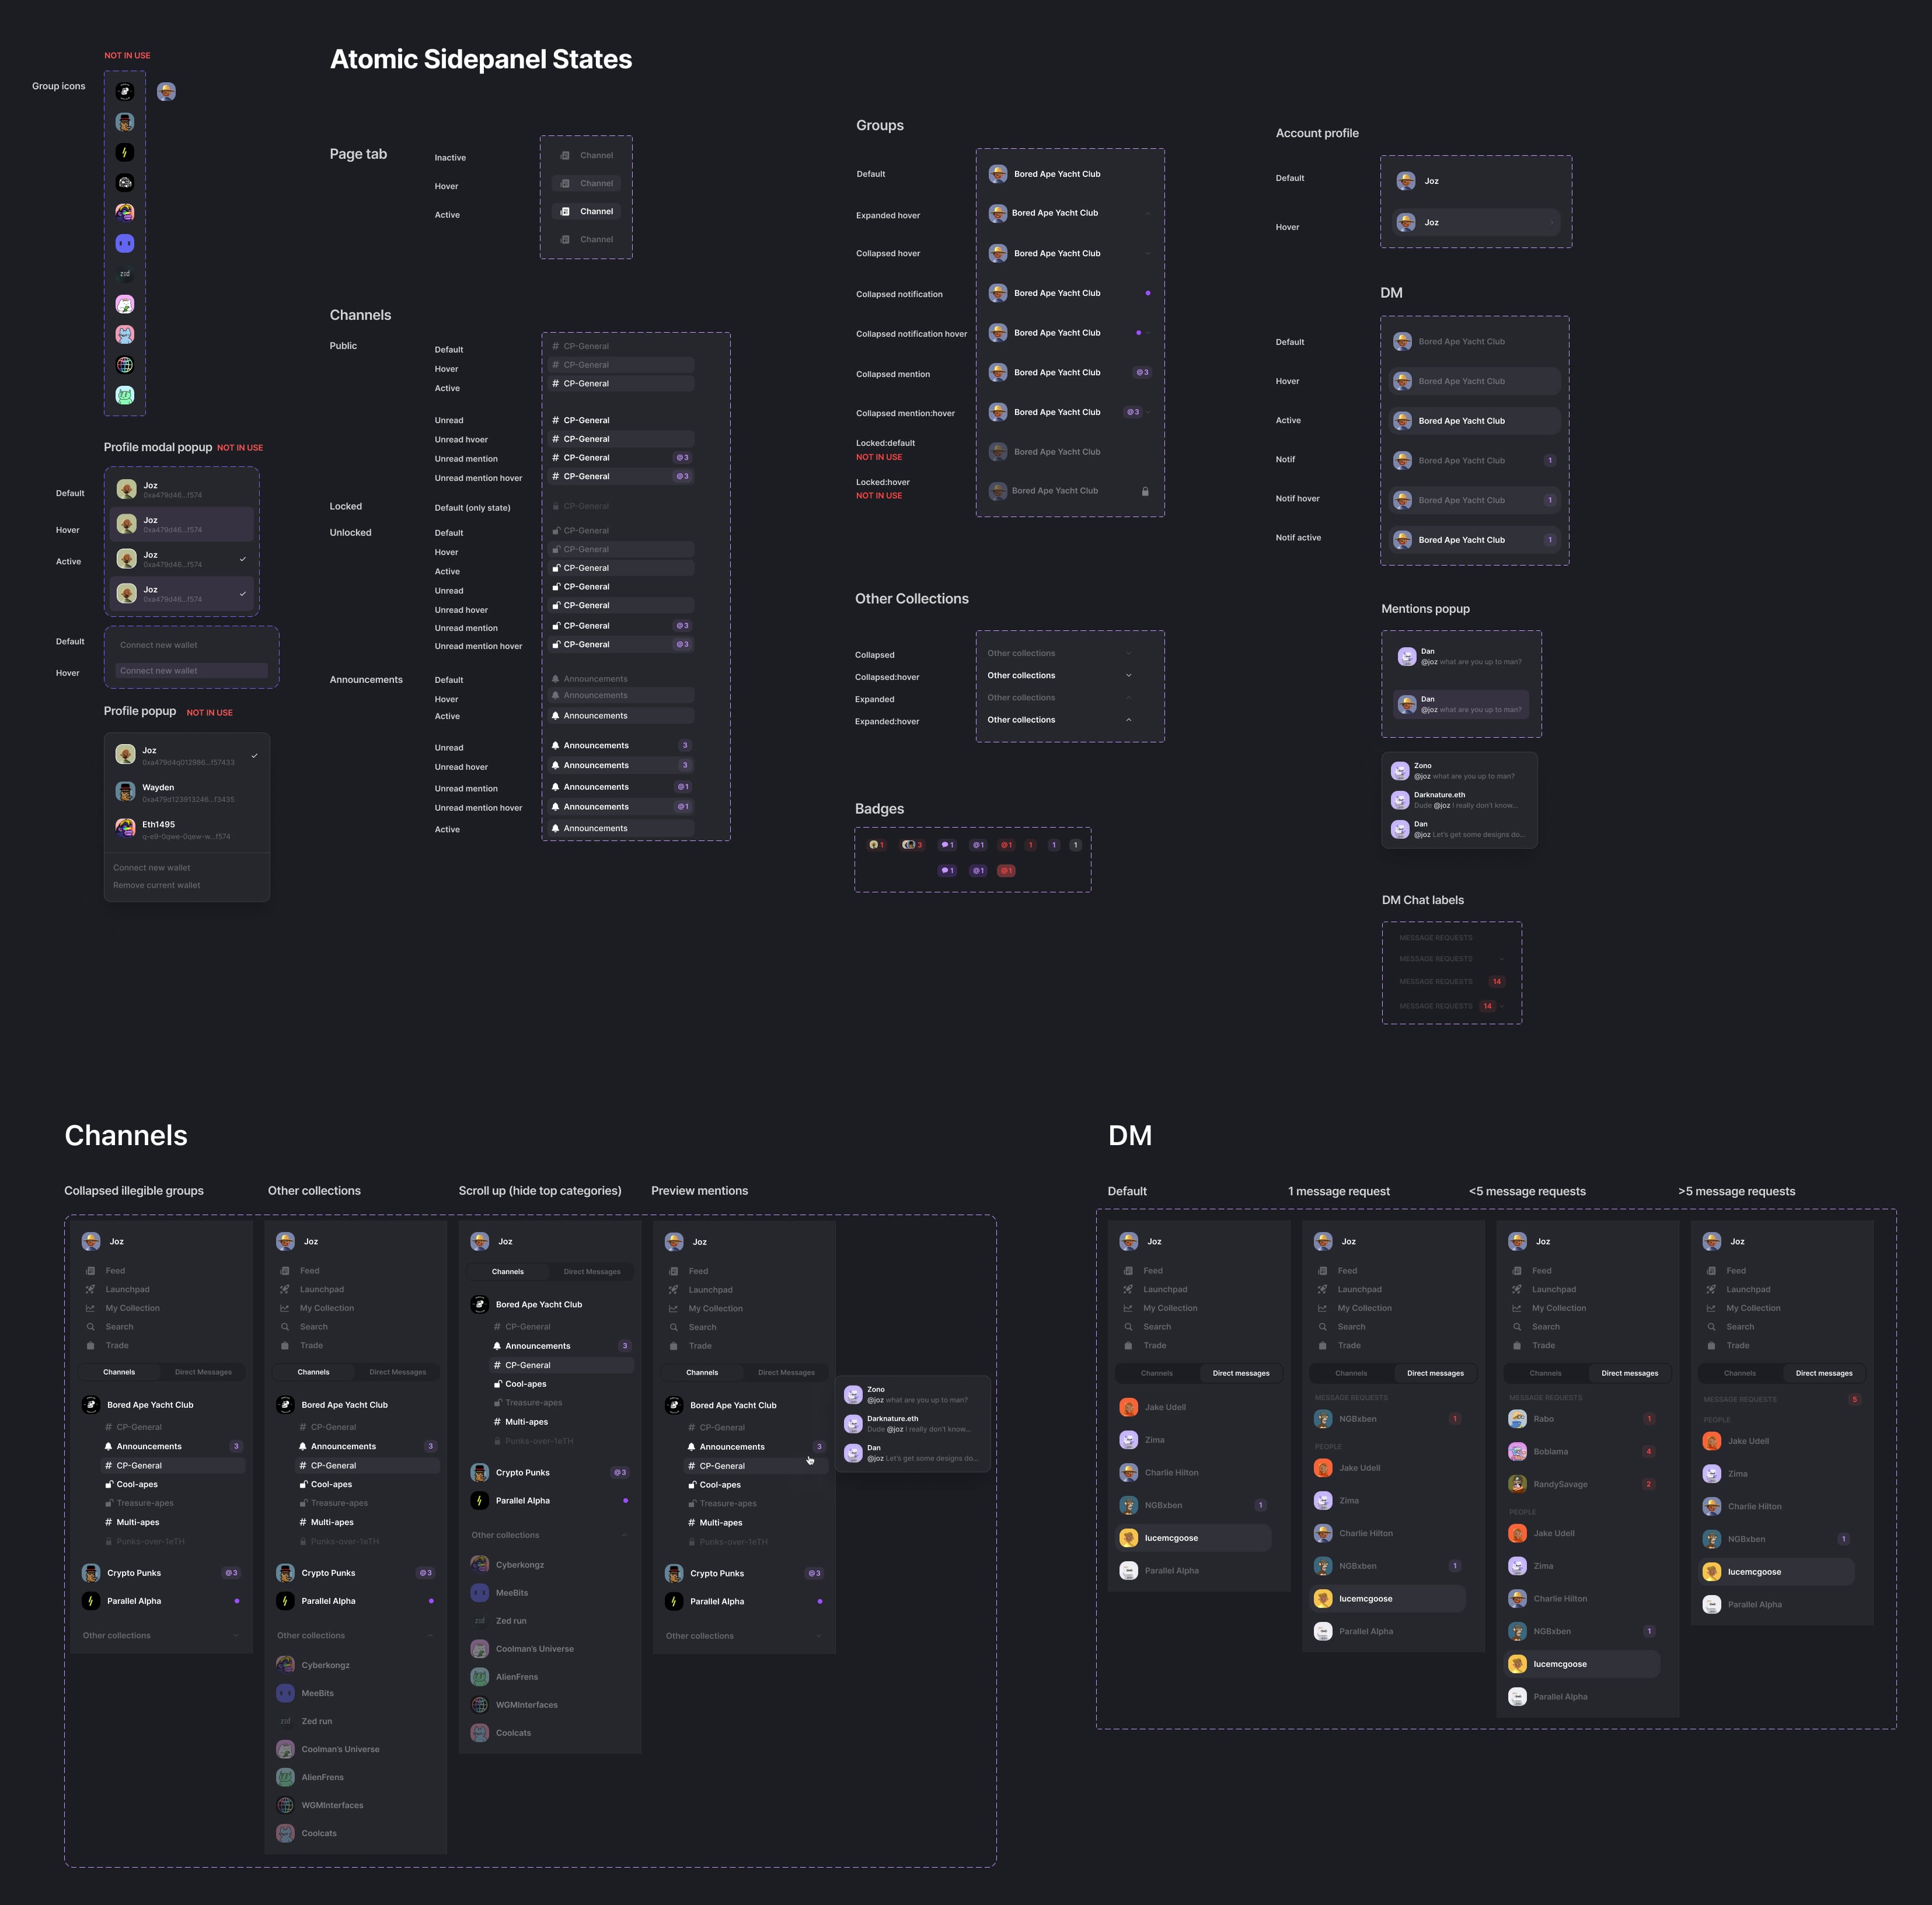 NOT IN USE
Group icons
zed
Profile modal popup NOT IN USE
Default
Hover
Active
Joz
0xa479d46...f574
Joz
0xa479d46...f574
Joz
0xa479d46...f574
Joz
0xa479d46...f574
Default
Hover
Connect new wallet
Connect new wallet
Profile popup NOT IN USE
Joz
0xa479d4q012986...f57433
Wayden
0xa479d123913246...f3435
Eth1495
q-e9-0qwe-0qew-w...f574
Connect new wallet
Remove current wallet
Atomic Sidepanel States
Page tab
Inactive
Hover
Active
Channel
Channel
Channel
Channel
Channels
Public
Default # CP-General
Hover # CP-General
Active # CP-General
Unread # CP-General
Unread hvoer # CP-General
Unread mention # CP-General @3
Unread mention hover # CP-General @3
Locked Default (only state) CP-General
Unlocked
Default CP-General
Hover CP-General
Active CP-General
Unread CP-General
Unread hover CP-General
Unread mention CP-General @3
Unread mention hover CP-General @3
Announcements
Default Announcements
Hover Announcements
Active Announcements
Unread Announcements 3
Unread hover Announcements 3
Unread mention Announcements @1
Unread mention hover Announcements @1
Active Announcements
Groups
Default Bored Ape Yacht Club
Expanded hover Bored Ape Yacht Club
Collapsed hover Bored Ape Yacht Club
Collapsed notification Bored Ape Yacht Club
Collapsed notification hover Bored Ape Yacht Club
Collapsed mention Bored Ape Yacht Club @3
Collapsed mention:hover Bored Ape Yacht Club @3
Locked:default
NOT IN USE
Bored Ape Yacht Club
Locked:hover
NOT IN USE
Bored Ape Yacht Club
Other Collections
Collapsed Other collections
Collapsed:hover Other collections
Expanded Other collections
Expanded:hover Other collections
Badges
1 3 1 @1 @1 1 1 1
1 @1 @1
Account profile
Default Joz
Hover Joz
DM
Default Bored Ape Yacht Club
Hover Bored Ape Yacht Club
Active Bored Ape Yacht Club
Notif Bored Ape Yacht Club 1
Notif hover Bored Ape Yacht Club 1
Notif active Bored Ape Yacht Club 1
Mentions popup
Dan
@joz what are you up to man?
Dan
@joz what are you up to man?
Zono
@joz what are you up to man?
Darknature.eth
Dude @joz I really don't know...
Dan
@joz Let's get some designs do...
DM Chat labels
MESSAGE REQUESTS
MESSAGE REQUESTS
MESSAGE REQUESTS 14
MESSAGE REQUESTS 14
Channels
Collapsed illegible groups
Joz
Feed
Launchpad
My Collection
Search
Trade
Channels Direct Messages
Bored Ape Yacht Club
# CP-General
Announcements 3
# CP-General
Cool-apes
Treasure-apes
# Multi-apes
Punks-over-1eTH
Crypto Punks @3
Parallel Alpha
Other collections
Other collections
Joz
Feed
Launchpad
My Collection
Search
Trade
Channels Direct Messages
Bored Ape Yacht Club
# CP-General
Announcements 3
# CP-General
Cool-apes
Treasure-apes
# Multi-apes
Punks-over-1eTH
Crypto Punks @3
Parallel Alpha
Other collections
Cyberkongz
MeeBits
zed Zed run
Coolman's Universe
AlienFrens
WGMInterfaces
Coolcats
Scroll up (hide top categories)
Joz
Channels Direct Messages
Bored Ape Yacht Club
# CP-General
Announcements 3
# CP-General
Cool-apes
Treasure-apes
# Multi-apes
Punks-over-1eTH
Crypto Punks @3
Parallel Alpha
Other collections
Cyberkongz
MeeBits
zed Zed run
Coolman's Universe
AlienFrens
WGMInterfaces
Coolcats
Preview mentions
Joz
Feed
Launchpad
My Collection
Search
Trade
Channels Direct Messages
Bored Ape Yacht Club
# CP-General
Announcements 3
# CP-General
Cool-apes
Treasure-apes
# Multi-apes
Punks-over-1eTH
Crypto Punks @3
Parallel Alpha
Other collections
Zono
@joz what are you up to man?
Darknature.eth
Dude @joz I really don't know...
Dan
@joz Let's get some designs do...
DM
Default
Joz
Feed
Launchpad
My Collection
Search
Trade
Channels Direct messages
Jake Udell
Zima
Charlie Hilton
NGBxben 1
lucemcgoose
Parallel Alpha
1 message request
Joz
Feed
Launchpad
My Collection
Search
Trade
Channels Direct messages
MESSAGE REQUESTS
NGBxben 1
PEOPLE
Jake Udell
Zima
Charlie Hilton
NGBxben 1
lucemcgoose
Parallel Alpha
<5 message requests
Joz
Feed
Launchpad
My Collection
Search
Trade
Channels Direct messages
MESSAGE REQUESTS
Rabo 1
Boblama 4
RandySavage 2
PEOPLE
Jake Udell
Zima
Charlie Hilton
NGBxben 1
lucemcgoose
Parallel Alpha
>5 message requests
Joz
Feed
Launchpad
My Collection
Search
Trade
Channels Direct messages
MESSAGE REQUESTS 5
PEOPLE
Jake Udell
Zima
Charlie Hilton
NGBxben 1
lucemcgoose
Parallel Alpha